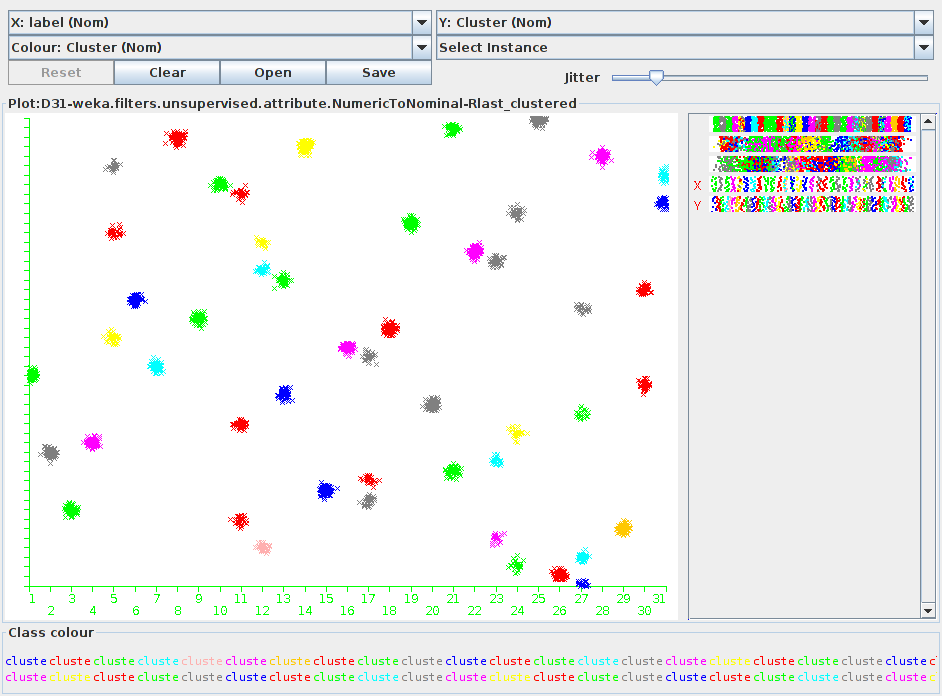 X: label (Nom)
Y: Cluster (Nom)
Colour: Cluster (Nom)
Select Instance
Reset Clear Open Save
Jitter
Plot:D31-weka.filters.unsupervised.attribute.NumericToNominal-Rlast_clustered
X
Y
1 3 5 7 9 11 13 15 17 19 21 23 25 27 29 31
2 4 6 8 10 12 14 16 18 20 22 24 26 28 30
Class colour
cluste cluste cluste cluste cluste cluste cluste cluste cluste cluste cluste cluste cluste cluste cluste cluste cluste cluste cluste cluste cluste
cluste cluste cluste cluste cluste cluste cluste cluste cluste cluste cluste cluste cluste cluste cluste cluste cluste cluste cluste cluste cluste